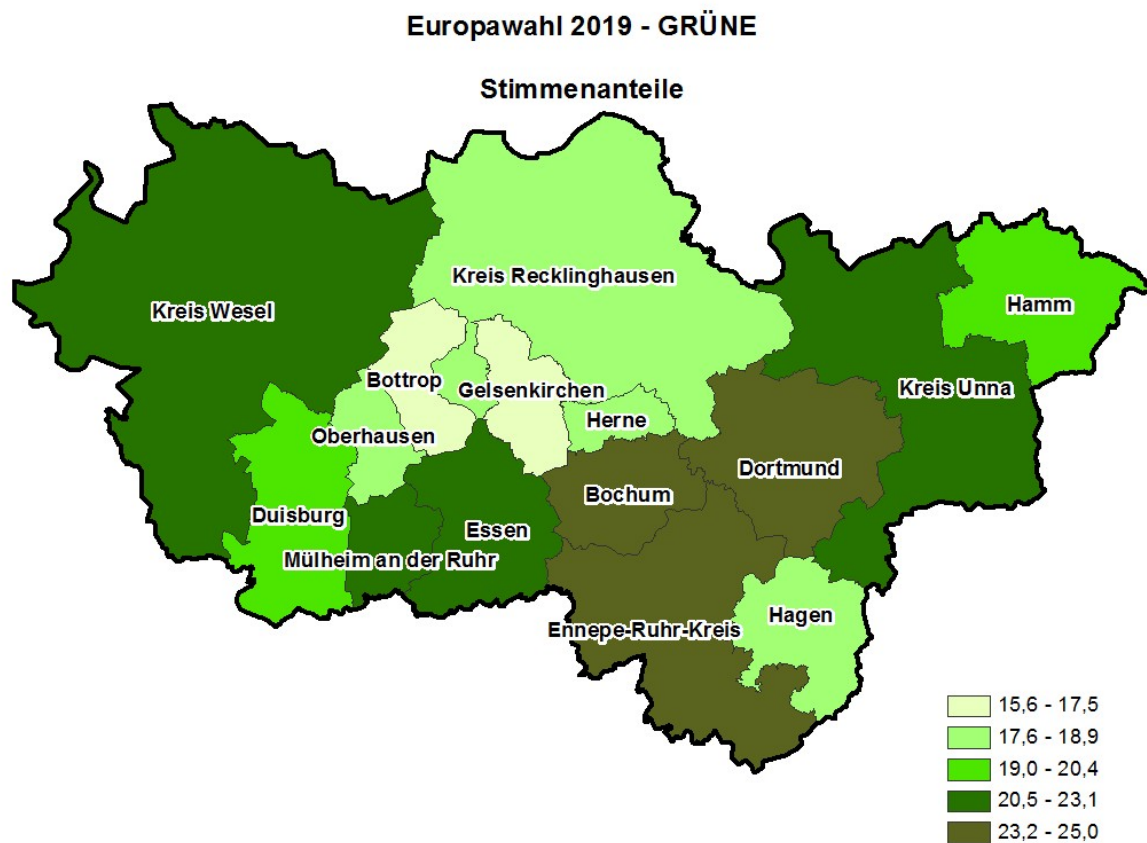 Europawahl 2019 - GRÜNE
Stimmenanteile
Kreis Recklinghausen
Kreis Wesel
Hamm
Bottrop
Gelsenkirchen
Kreis Unna
Herne
Oberhausen
Dortmund
Bochum
Duisburg
Essen
Mülheim an der Ruhr
Hagen
Ennepe-Ruhr-Kreis
15,6 - 17,5
17,6 - 18,9
19,0 - 20,4
20,5 - 23,1
23,2 - 25,0